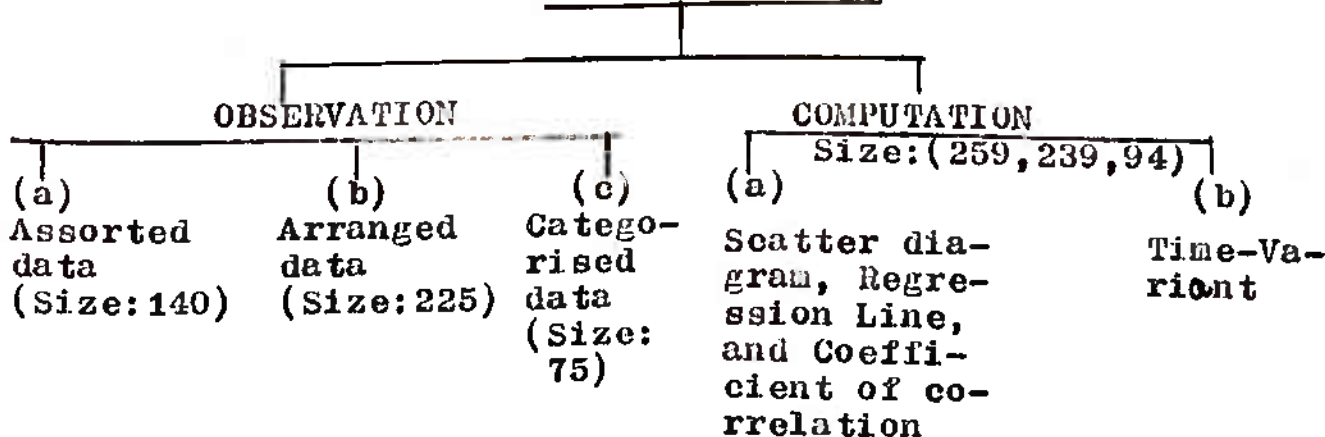 OBSERVATION
(a)
Assorted
data
(Size:140)
(b)
Arranged
data
(Size:225)
(c)
Catego-
rised
data
(Size:
75)
COMPUTATION
Size:(259,239,94)
(a)
Scatter dia-
gram, Regre-
ssion Line,
and Coeffi-
cient of co-
rrelation
(b)
Time-Va-
riant